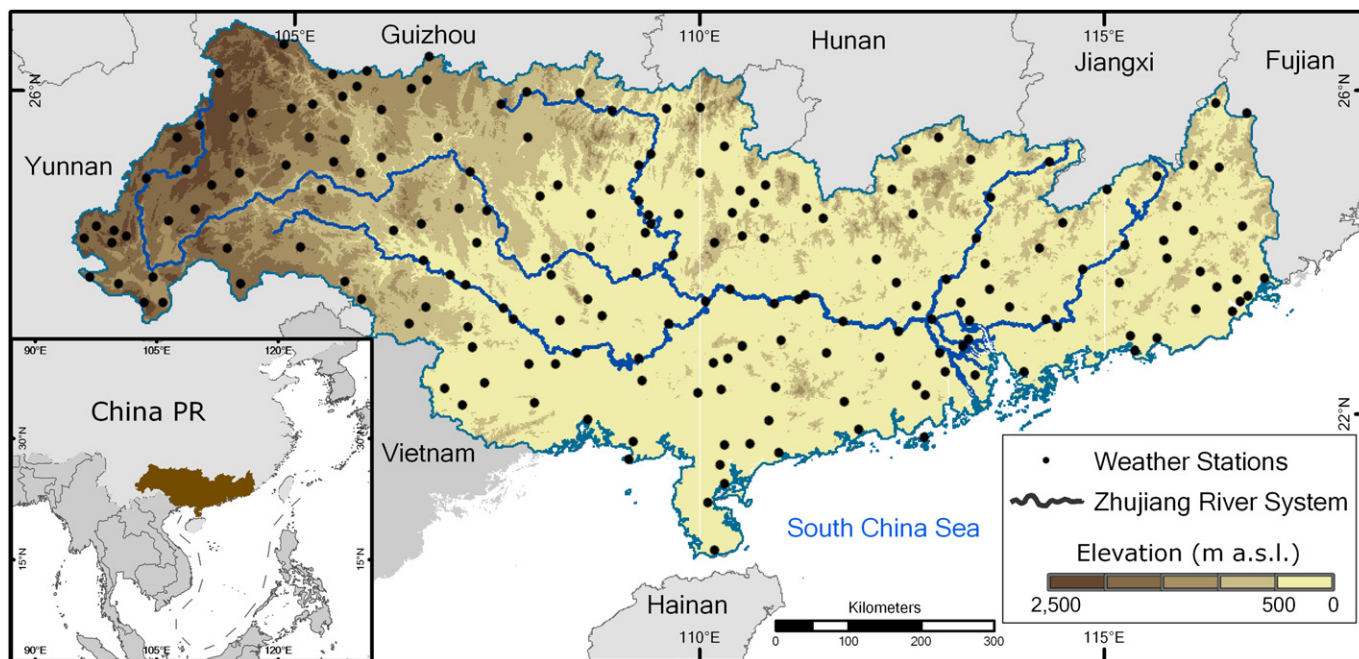 105°E
110°E
115°E
Guizhou
Hunan
Jiangxi
Fujian
26°N
26°N
Yunnan
90°E
105°E
120°E
China PR
Vietnam
22°N
30°N
30°N
15°N
15°N
90°E
105°E
120°E
South China Sea
Hainan
Weather Stations
Zhujiang River System
Elevation (m a.s.l.)
2,500
500
0
Kilometers
0
50
100
200
300
110°E
115°E